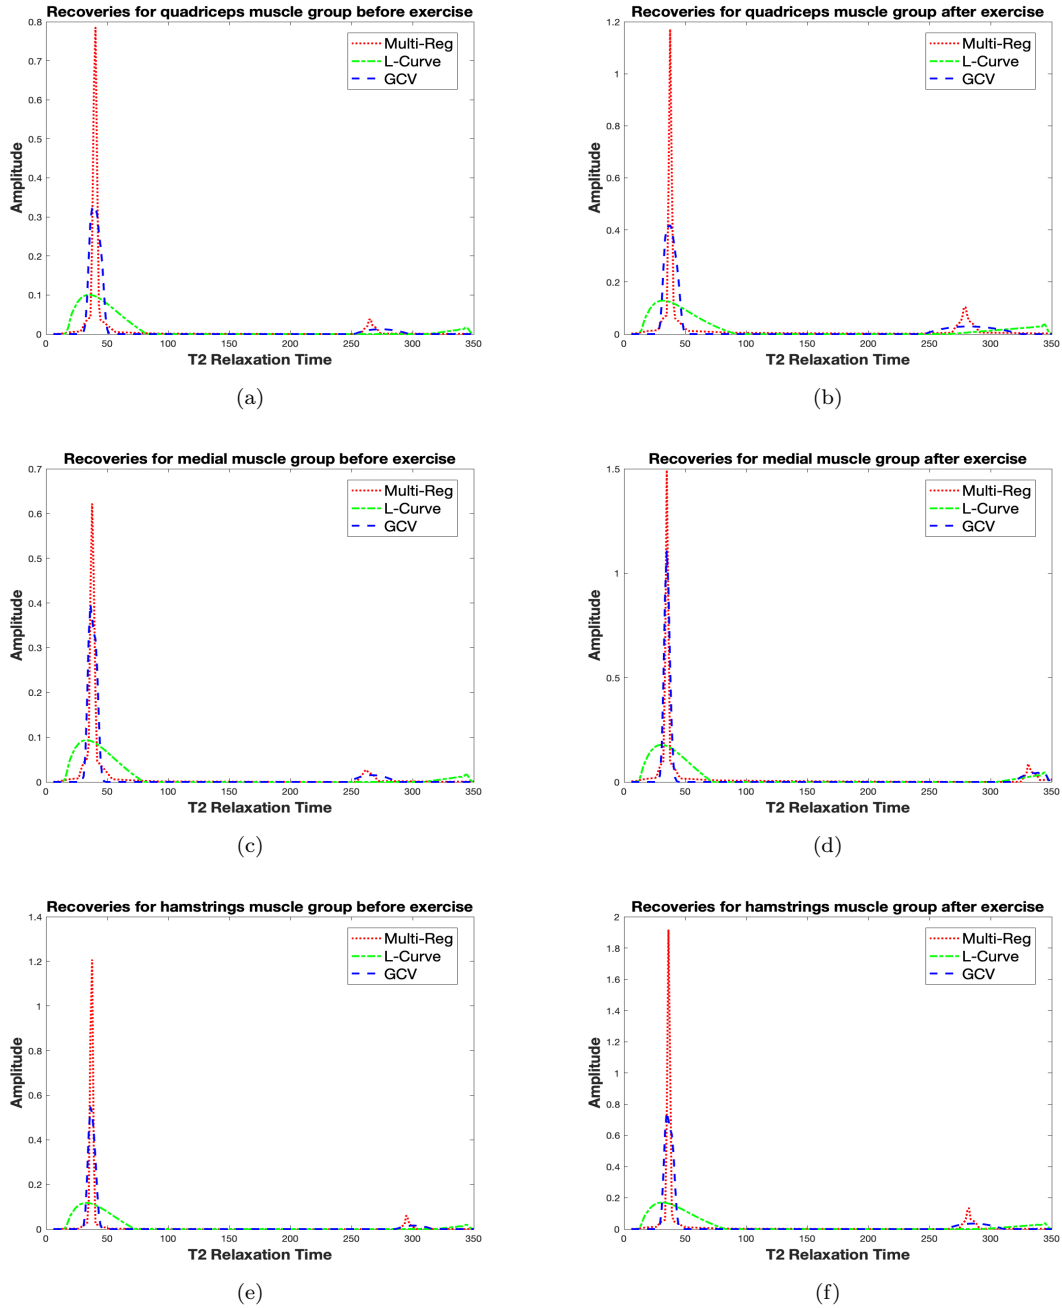 Recoveries for quadriceps muscle group before exercise
0.8
0.7
0.6
0.5
0.4
0.3
0.2
0.1
0
Amplitude
Multi-Reg
L-Curve
GCV
0 50 100 150 200 250 300 350
T2 Relaxation Time
(a)
Recoveries for quadriceps muscle group after exercise
1.2
1
0.8
0.6
0.4
0.2
0
Amplitude
Multi-Reg
L-Curve
GCV
0 50 100 150 200 250 300 350
T2 Relaxation Time
(b)
Recoveries for medial muscle group before exercise
0.7
0.6
0.5
0.4
0.3
0.2
0.1
0
Amplitude
Multi-Reg
L-Curve
GCV
0 50 100 150 200 250 300 350
T2 Relaxation Time
(c)
Recoveries for medial muscle group after exercise
1.5
1
0.5
0
Amplitude
Multi-Reg
L-Curve
GCV
0 50 100 150 200 250 300 350
T2 Relaxation Time
(d)
Recoveries for hamstrings muscle group before exercise
1.4
1.2
1
0.8
0.6
0.4
0.2
0
Amplitude
Multi-Reg
L-Curve
GCV
0 50 100 150 200 250 300 350
T2 Relaxation Time
(e)
Recoveries for hamstrings muscle group after exercise
2
1.8
1.6
1.4
1.2
1
0.8
0.6
0.4
0.2
0
Amplitude
Multi-Reg
L-Curve
GCV
0 50 100 150 200 250 300 350
T2 Relaxation Time
(f)